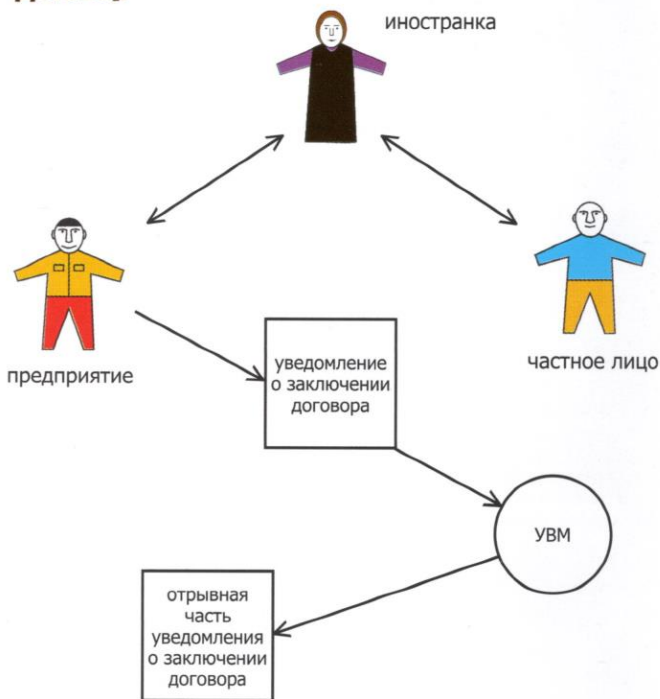 иностранка
предприятие
частное лицо
уведомление
о заключении
договора
УВМ
отрывная
часть
уведомления
о заключении
договора